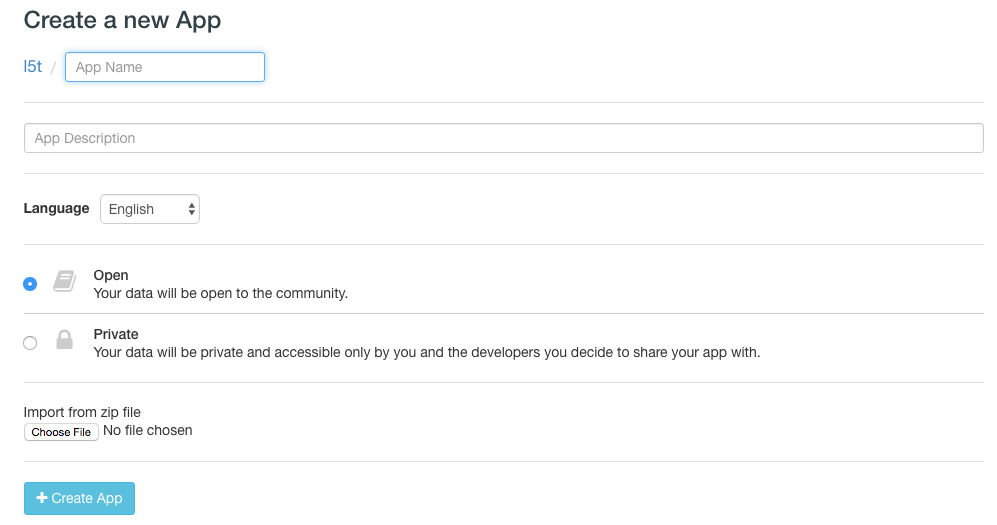 Create a new App
l5t / App Name
App Description
Language English
Open
Your data will be open to the community.
Private
Your data will be private and accessible only by you and the developers you decide to share your app with.
Import from zip file
Choose File No file chosen
+ Create App